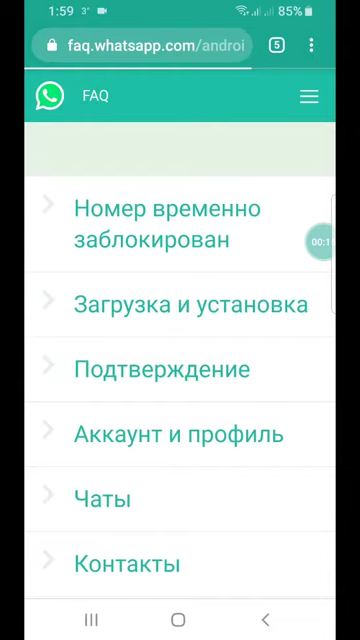 1:59 3° 85%
faq.whatsapp.com/androi 5
FAQ
Номер временно
заблокирован
Загрузка и установка
Подтверждение
Аккаунт и профиль
Чаты
Контакты